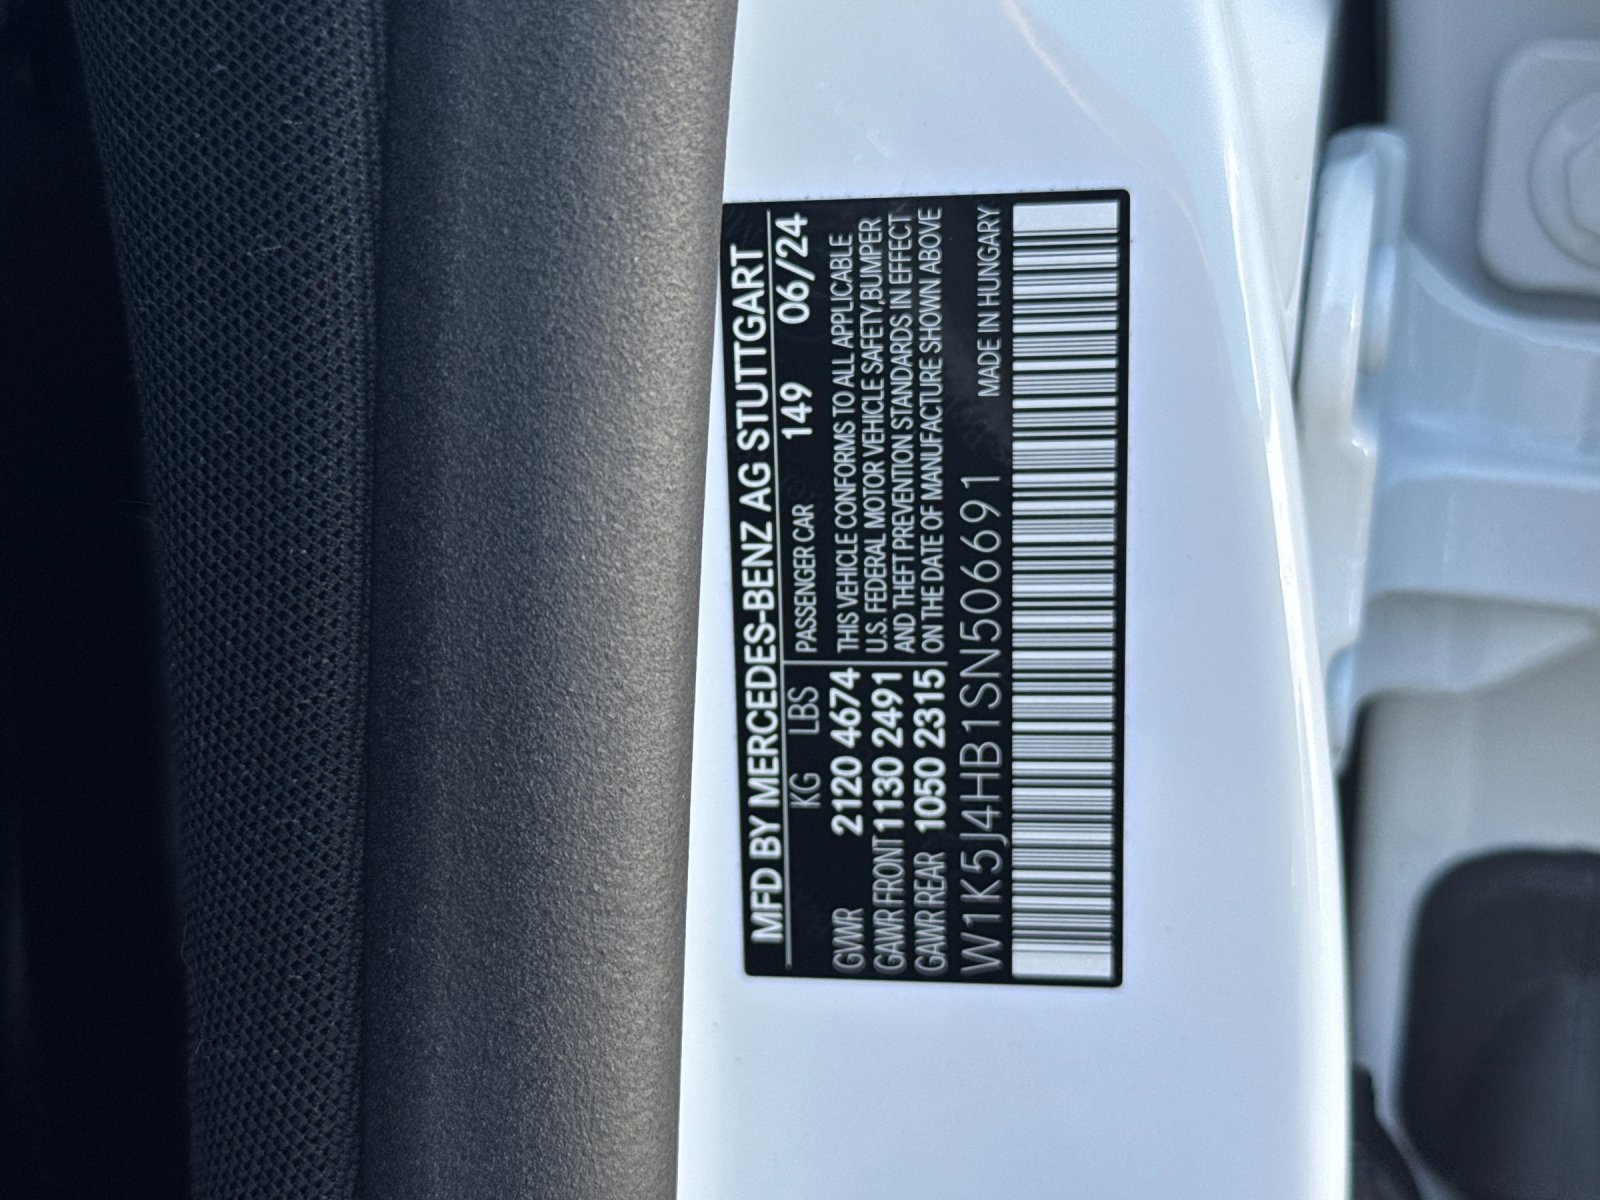 MFD BY MERCEDES-BENZ AG STUTTGART
KG LBS PASSENGER CAR 149 06/24
GVWR 2120 4674 THIS VEHICLE CONFORMS TO ALL APPLICABLE
GAWR FRONT 1130 2491 U.S. FEDERAL MOTOR VEHICLE SAFETY,BUMPER
GAWR REAR 1050 2315 AND THEFT PREVENTION STANDARDS IN EFFECT
ON THE DATE OF MANUFACTURE SHOWN ABOVE
W1K5J4HB1SN506691 MADE IN HUNGARY